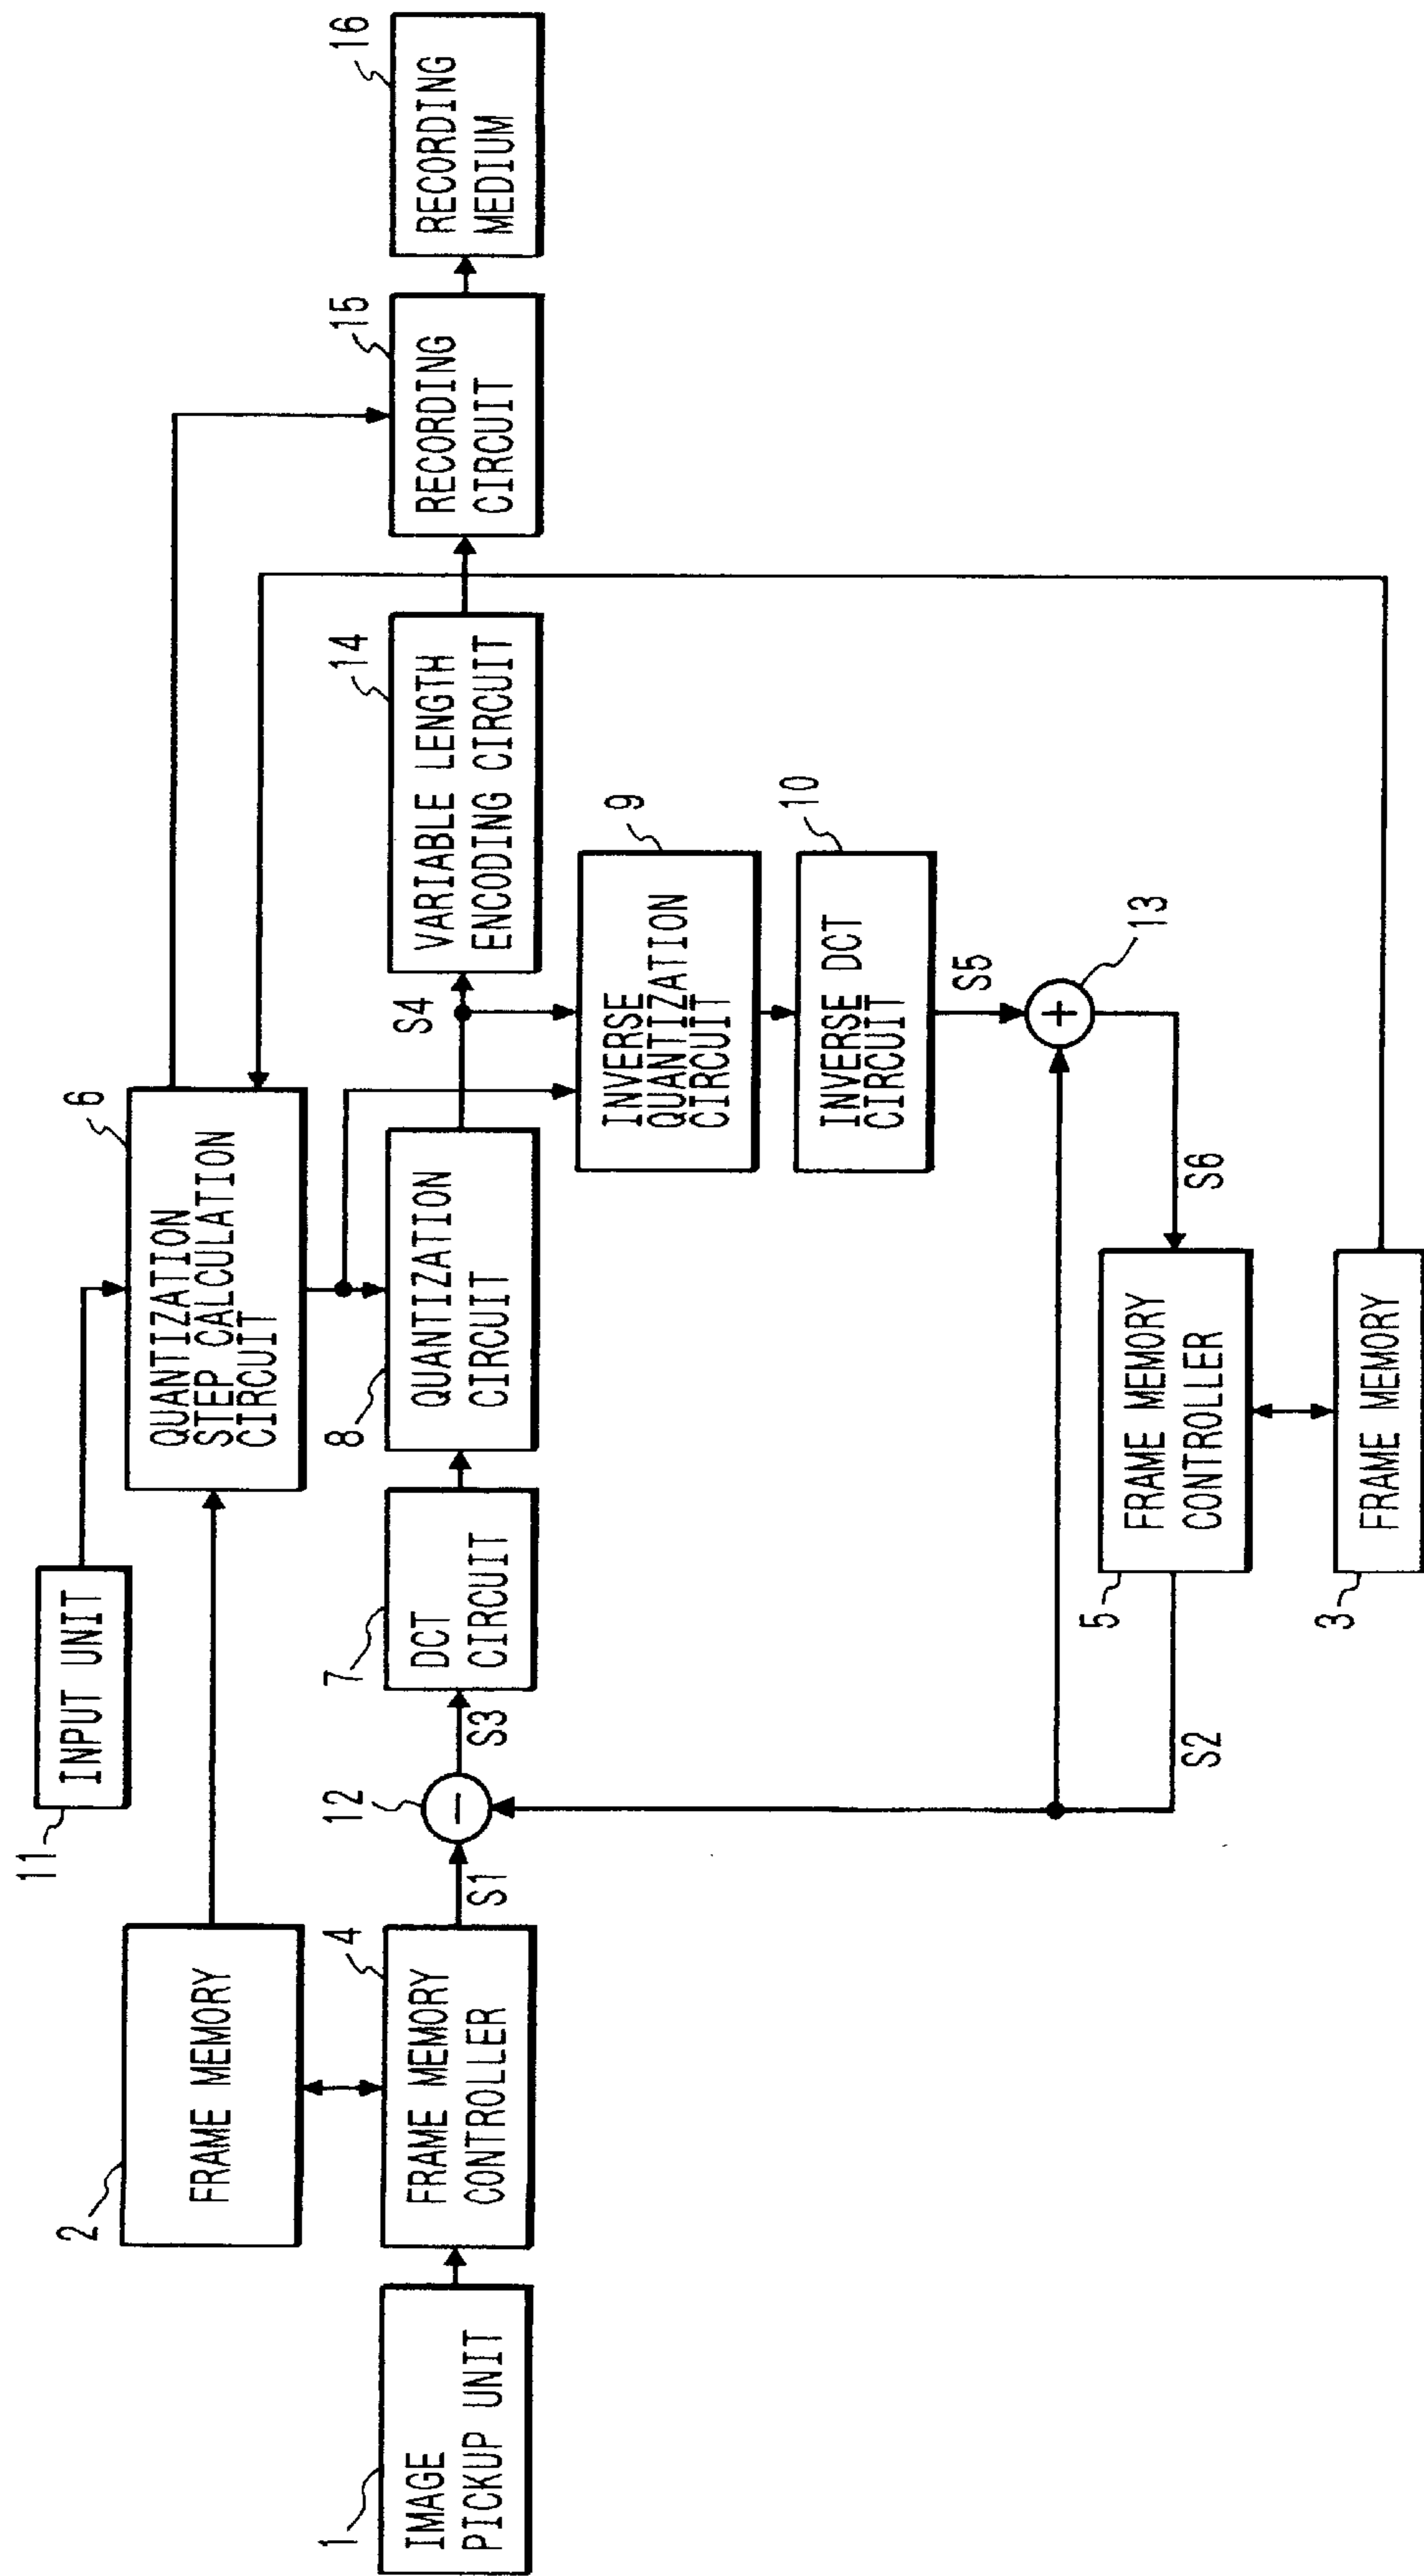 11
INPUT UNIT
2
FRAME MEMORY
6
QUANTIZATION
STEP CALCULATION
CIRCUIT
1
IMAGE
PICKUP UNIT
4
FRAME MEMORY
CONTROLLER
S1
12
−
S3
7
DCT
CIRCUIT
8
QUANTIZATION
CIRCUIT
S4
14
VARIABLE LENGTH
ENCODING CIRCUIT
15
RECORDING
CIRCUIT
16
RECORDING
MEDIUM
9
INVERSE
QUANTIZATION
CIRCUIT
10
INVERSE DCT
CIRCUIT
S5
13
+
S6
S2
5
FRAME MEMORY
CONTROLLER
3
FRAME MEMORY